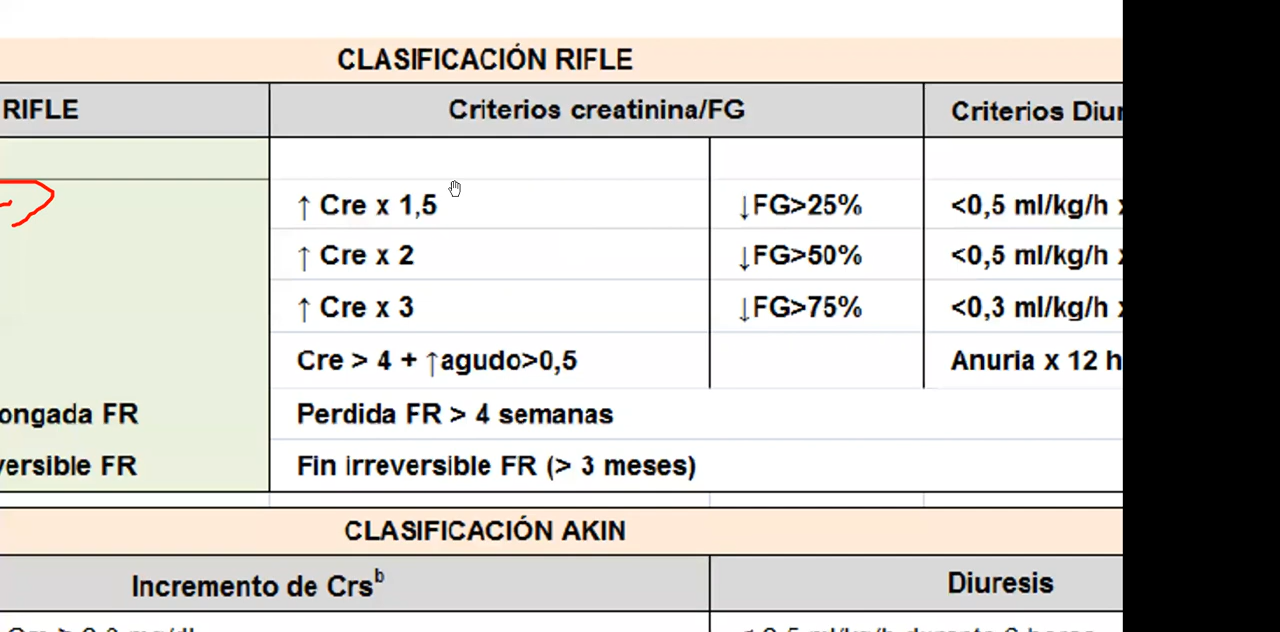 CLASIFICACIÓN RIFLE
RIFLE Criterios creatinina/FG Criterios
↑ Cre x 1,5 ↓FG>25% <0,5 ml/kg/h
↑ Cre x 2 ↓FG>50% <0,5 ml/kg/h
↑ Cre x 3 ↓FG>75% <0,3 ml/kg/h
Cre > 4 + ↑agudo>0,5 Anuria x 12 h
ongada FR Perdida FR > 4 semanas
versible FR Fin irreversible FR (> 3 meses)
CLASIFICACIÓN AKIN
Incremento de Crsᵇ Diuresis